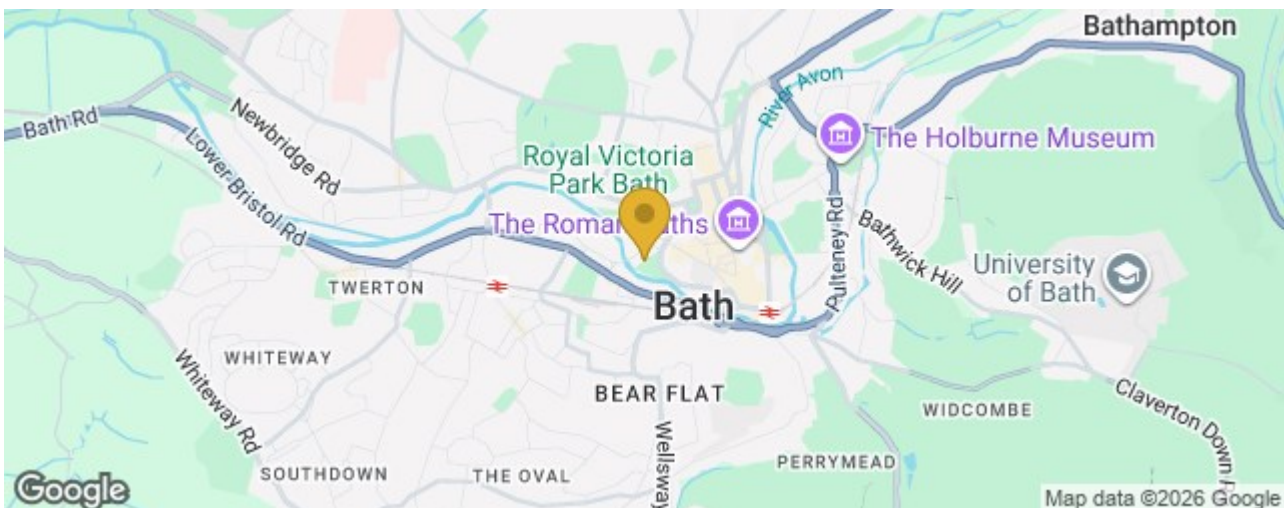 Bathampton
Bath Rd
Newbridge Rd
Lower Bristol Rd
River Avon
The Holburne Museum
Royal Victoria
Park Bath
The Roman
ths
Pulteney Rd
Bathwick Hill
University
of Bath
TWERTON
Bath
WHITEWAY
Whiteway Rd
BEAR FLAT
WIDCOMBE
Claverton Down
Wellsway
SOUTHDOWN
THE OVAL
PERRYMEAD
Google
Map data ©2026 Google